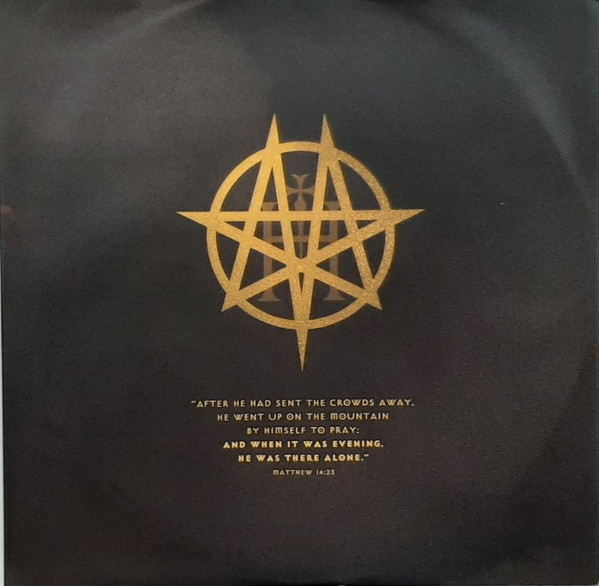 "AFTER HE HAD SENT THE CROWDS AWAY,
HE WENT UP ON THE MOUNTAIN
BY HIMSELF TO PRAY;
AND WHEN IT WAS EVENING,
HE WAS THERE ALONE."
MATTHEW 14:23